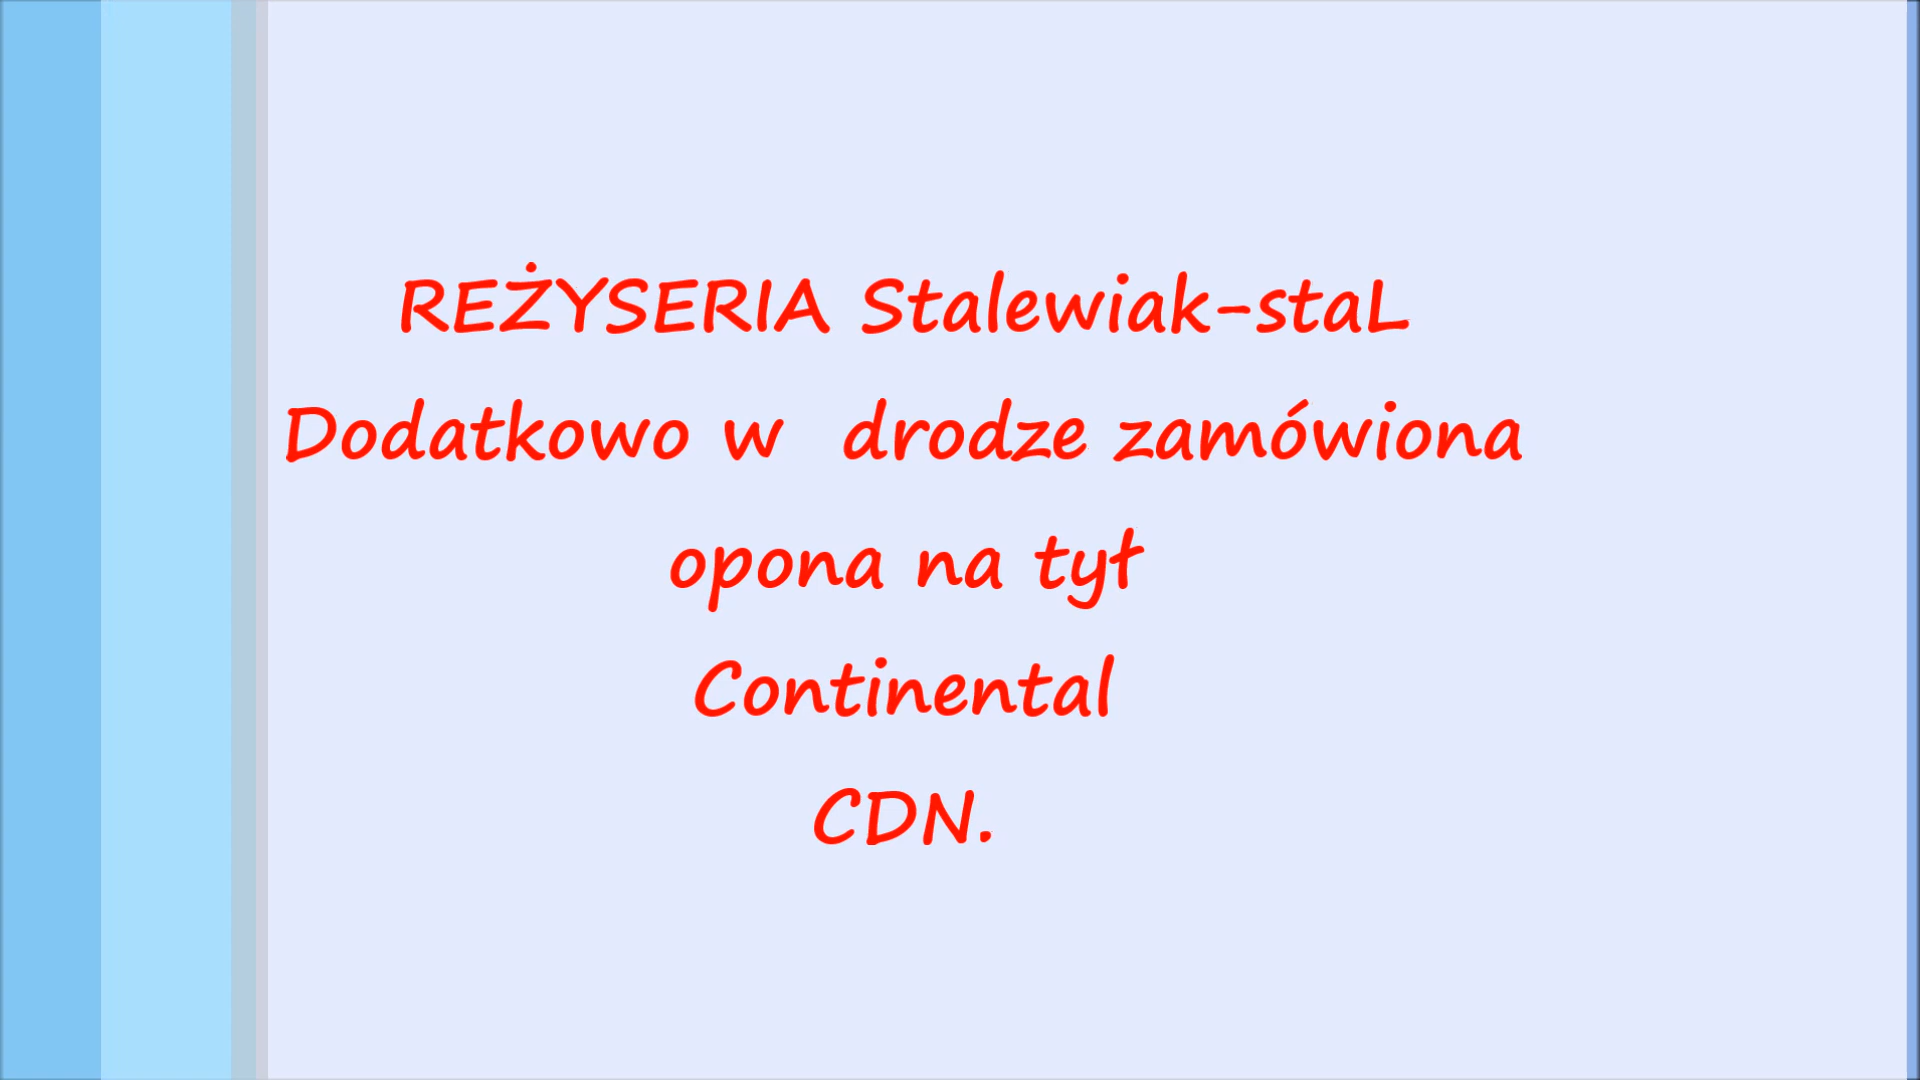 REŻYSERIA Stalewiak-staL
Dodatkowo w  drodze zamówiona
opona na tył
Continental
CDN.